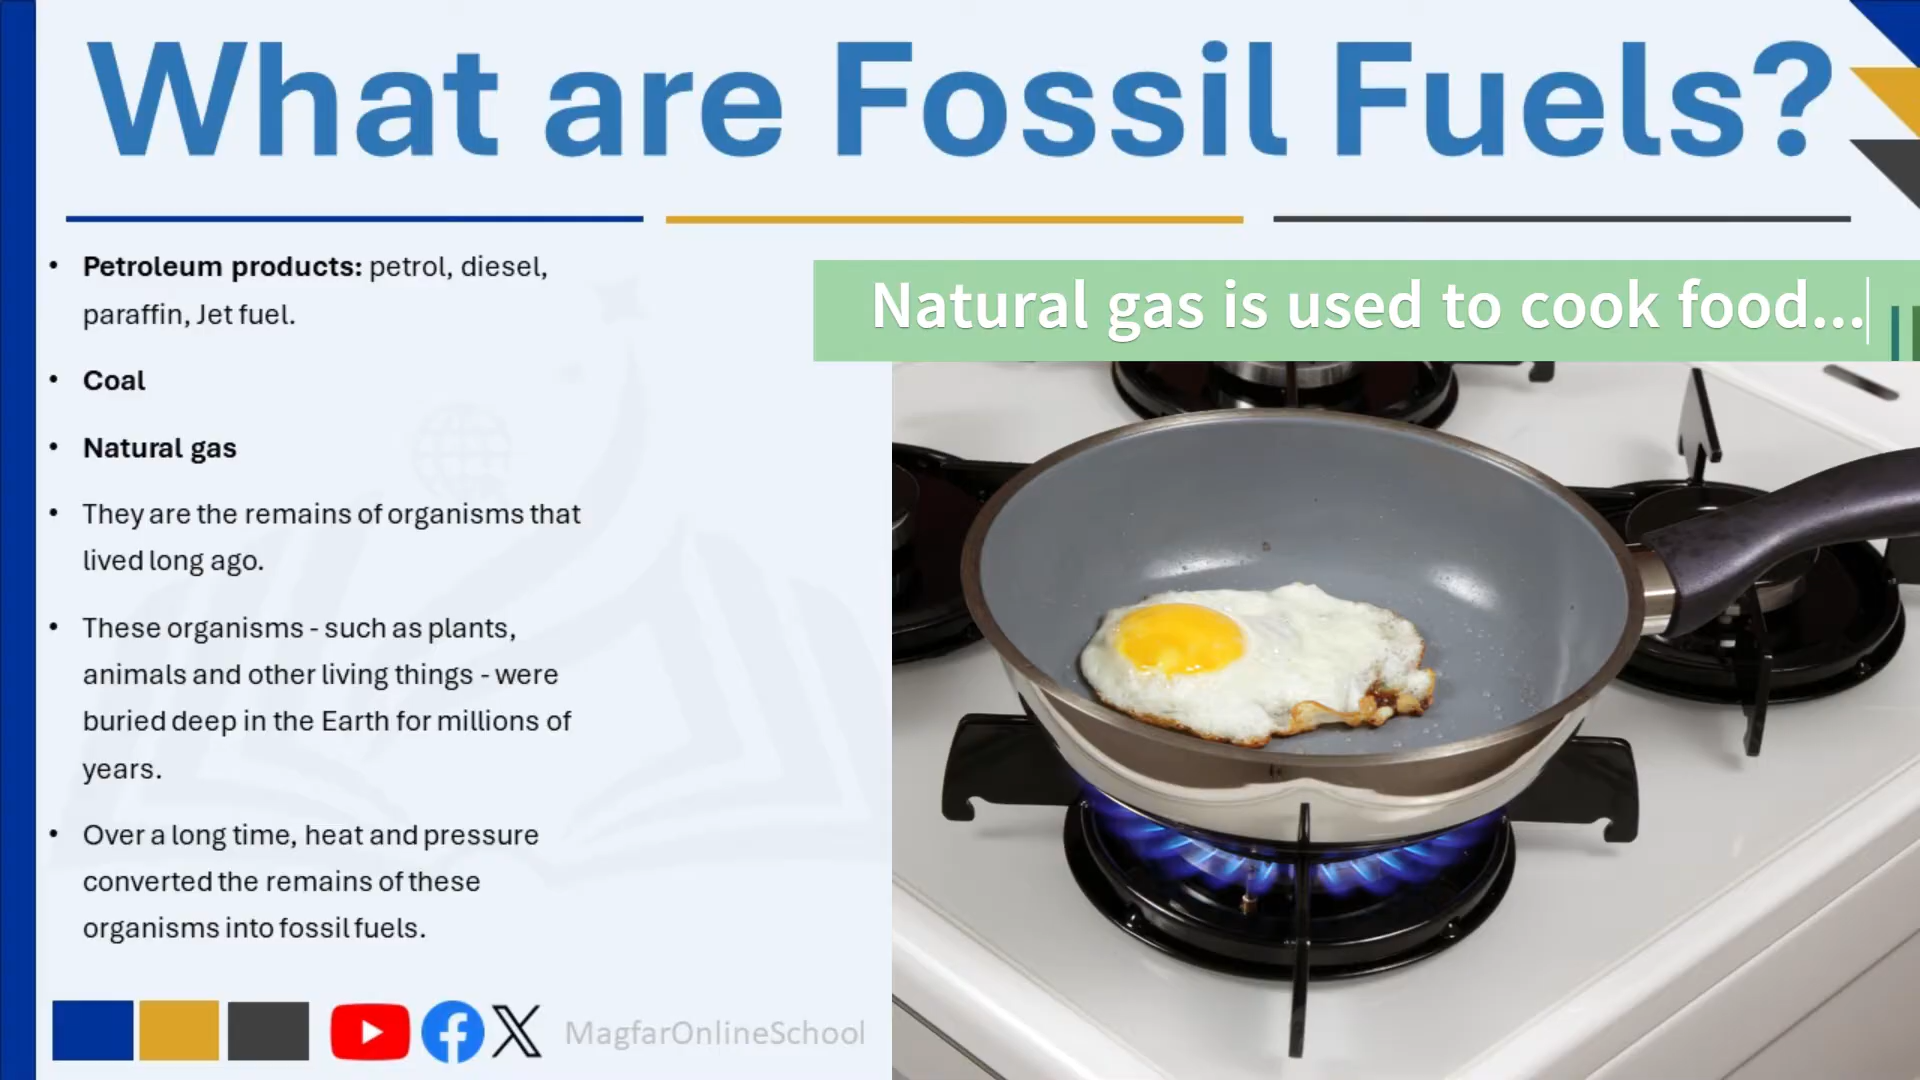 What are Fossil Fuels?
• Petroleum products: petrol, diesel,
paraffin, Jet fuel.
• Coal
• Natural gas
• They are the remains of organisms that
lived long ago.
• These organisms - such as plants,
animals and other living things - were
buried deep in the Earth for millions of
years.
• Over a long time, heat and pressure
converted the remains of these
organisms into fossil fuels.
Natural gas is used to cook food...
MagfarOnlineSchool